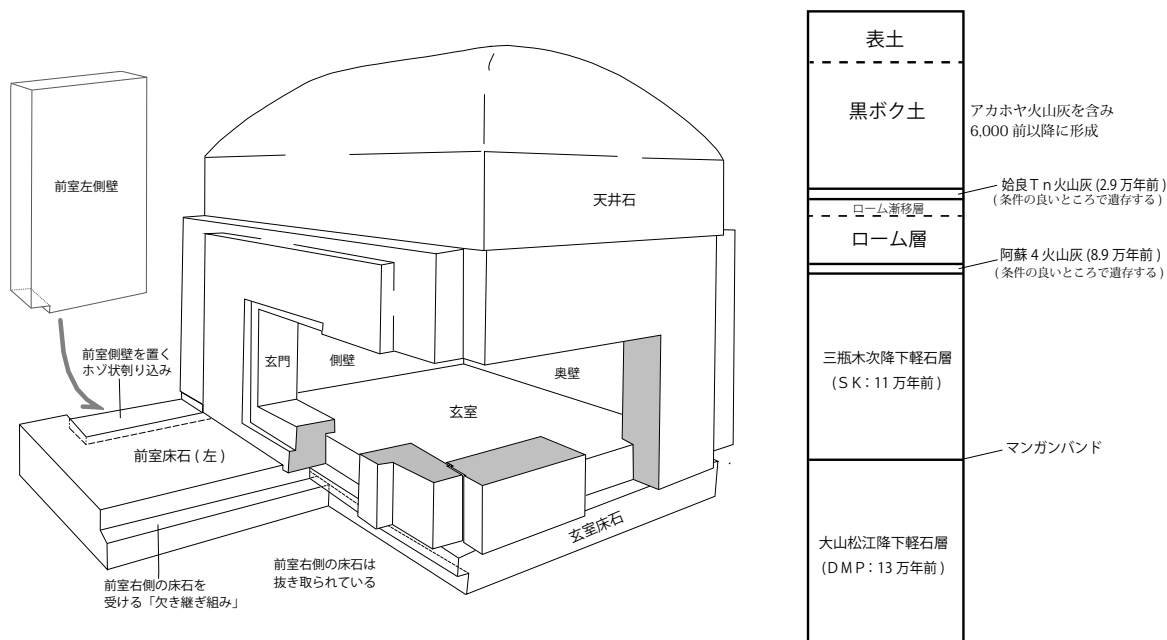 前室左側壁
前室側壁を置く
ホゾ状刳り込み
前室床石 ( 左 )
前室右側の床石を
受ける「欠き継ぎ組み」
前室右側の床石は
抜き取られている
天井石
玄門
側壁
奥壁
玄室
玄室床石
表土
黒ボク土
アカホヤ火山灰を含み
6,000 前以降に形成
姶良Ｔｎ火山灰 (2.9 万年前 )
( 条件の良いところで遺存する )
ローム漸移層
ローム層
阿蘇 4 火山灰 (8.9 万年前 )
( 条件の良いところで遺存する )
三瓶木次降下軽石層
(ＳＫ：11 万年前 )
マンガンバンド
大山松江降下軽石層
(ＤＭＰ：13 万年前 )